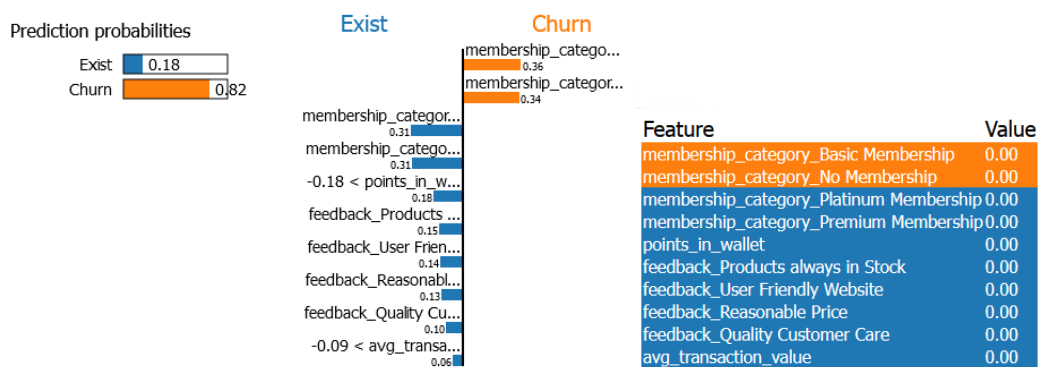 Prediction probabilities
Exist 0.18
Churn 0.82
Exist Churn
membership_catego...
0.36
membership_categor...
0.34
membership_categor...
0.31
membership_catego...
0.31
-0.18 < points_in_w...
0.18
feedback_Products ...
0.15
feedback_User Frien...
0.14
feedback_Reasonabl...
0.13
feedback_Quality Cu...
0.10
-0.09 < avg_transa...
0.06
Feature Value
membership_category_Basic Membership 0.00
membership_category_No Membership 0.00
membership_category_Platinum Membership 0.00
membership_category_Premium Membership 0.00
points_in_wallet 0.00
feedback_Products always in Stock 0.00
feedback_User Friendly Website 0.00
feedback_Reasonable Price 0.00
feedback_Quality Customer Care 0.00
avg_transaction_value 0.00